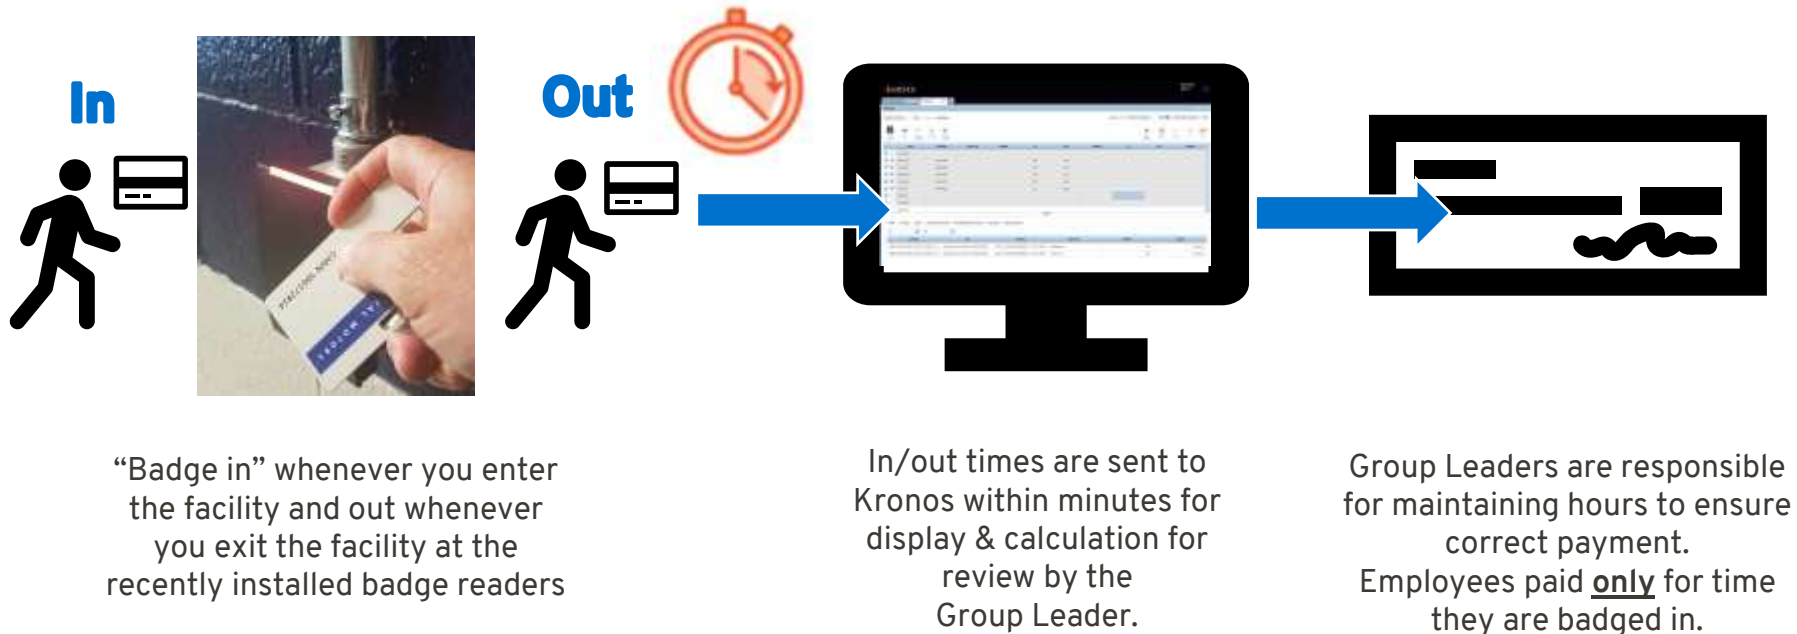 In
Out
“Badge in” whenever you enter
the facility and out whenever
you exit the facility at the
recently installed badge readers
In/out times are sent to
Kronos within minutes for
display & calculation for
review by the
Group Leader.
Group Leaders are responsible
for maintaining hours to ensure
correct payment.
Employees paid only for time
they are badged in.